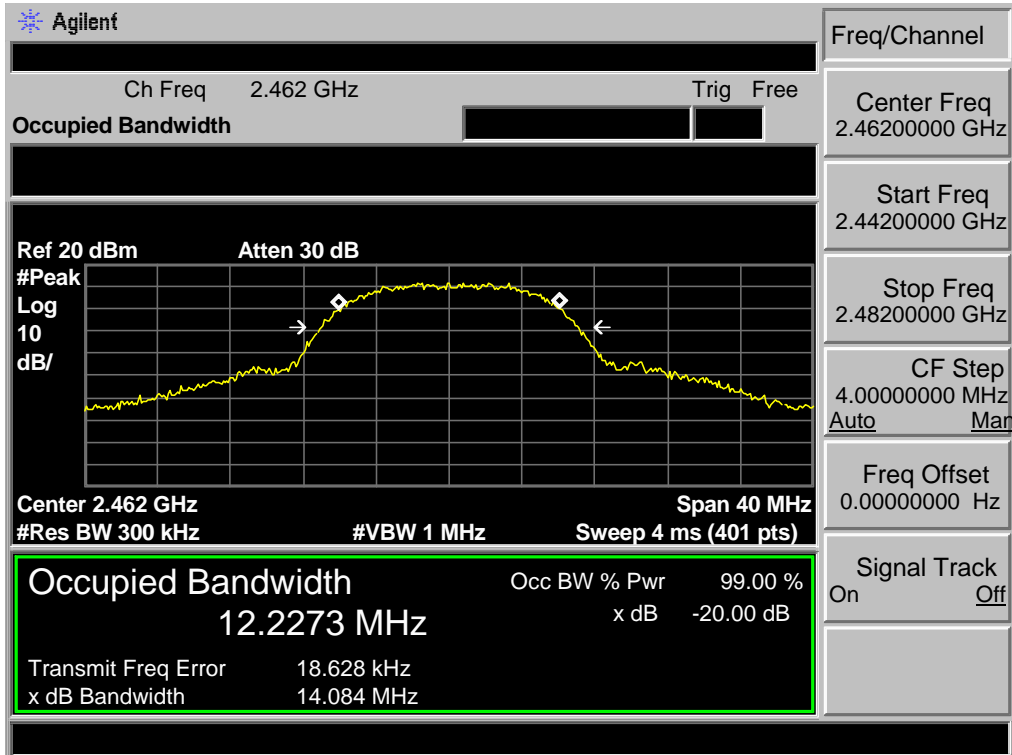 Agilent
Freq/Channel
Ch Freq 2.462 GHz Trig Free
Occupied Bandwidth
Center Freq
2.46200000 GHz
Start Freq
2.44200000 GHz
Stop Freq
2.48200000 GHz
CF Step
4.00000000 MHz
Auto Man
Freq Offset
0.00000000 Hz
Signal Track
On Off
Ref 20 dBm Atten 30 dB
#Peak
Log
10
dB/
Center 2.462 GHz Span 40 MHz
#Res BW 300 kHz #VBW 1 MHz Sweep 4 ms (401 pts)
Occupied Bandwidth Occ BW % Pwr 99.00 %
12.2273 MHz x dB -20.00 dB
Transmit Freq Error 18.628 kHz
x dB Bandwidth 14.084 MHz